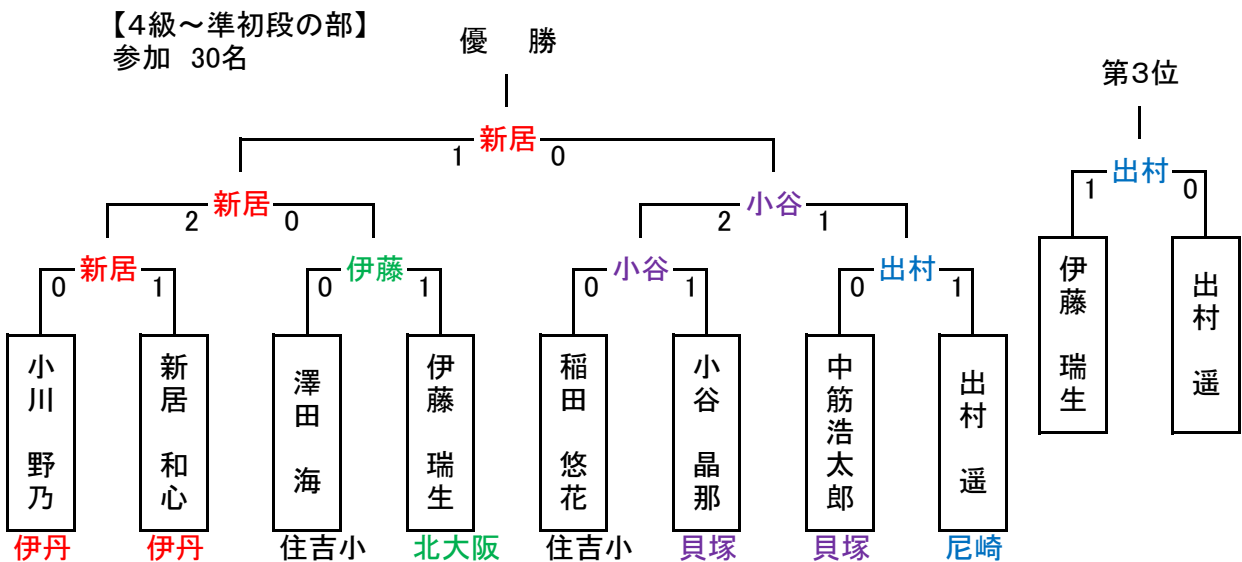 【４級～準初段の部】
参加 30名
優 勝
第３位
新居
1 0
出村
1 0
新居
2 0
小谷
2 1
新居
0 1
伊藤
0 1
小谷
0 1
出村
0 1
小川 野乃
新居 和心
澤田 海
伊藤 瑞生
稲田 悠花
小谷 晶那
中筋浩太郎
出村 遥
伊藤 瑞生
出村 遥
伊丹
伊丹
住吉小
北大阪
住吉小
貝塚
貝塚
尼崎